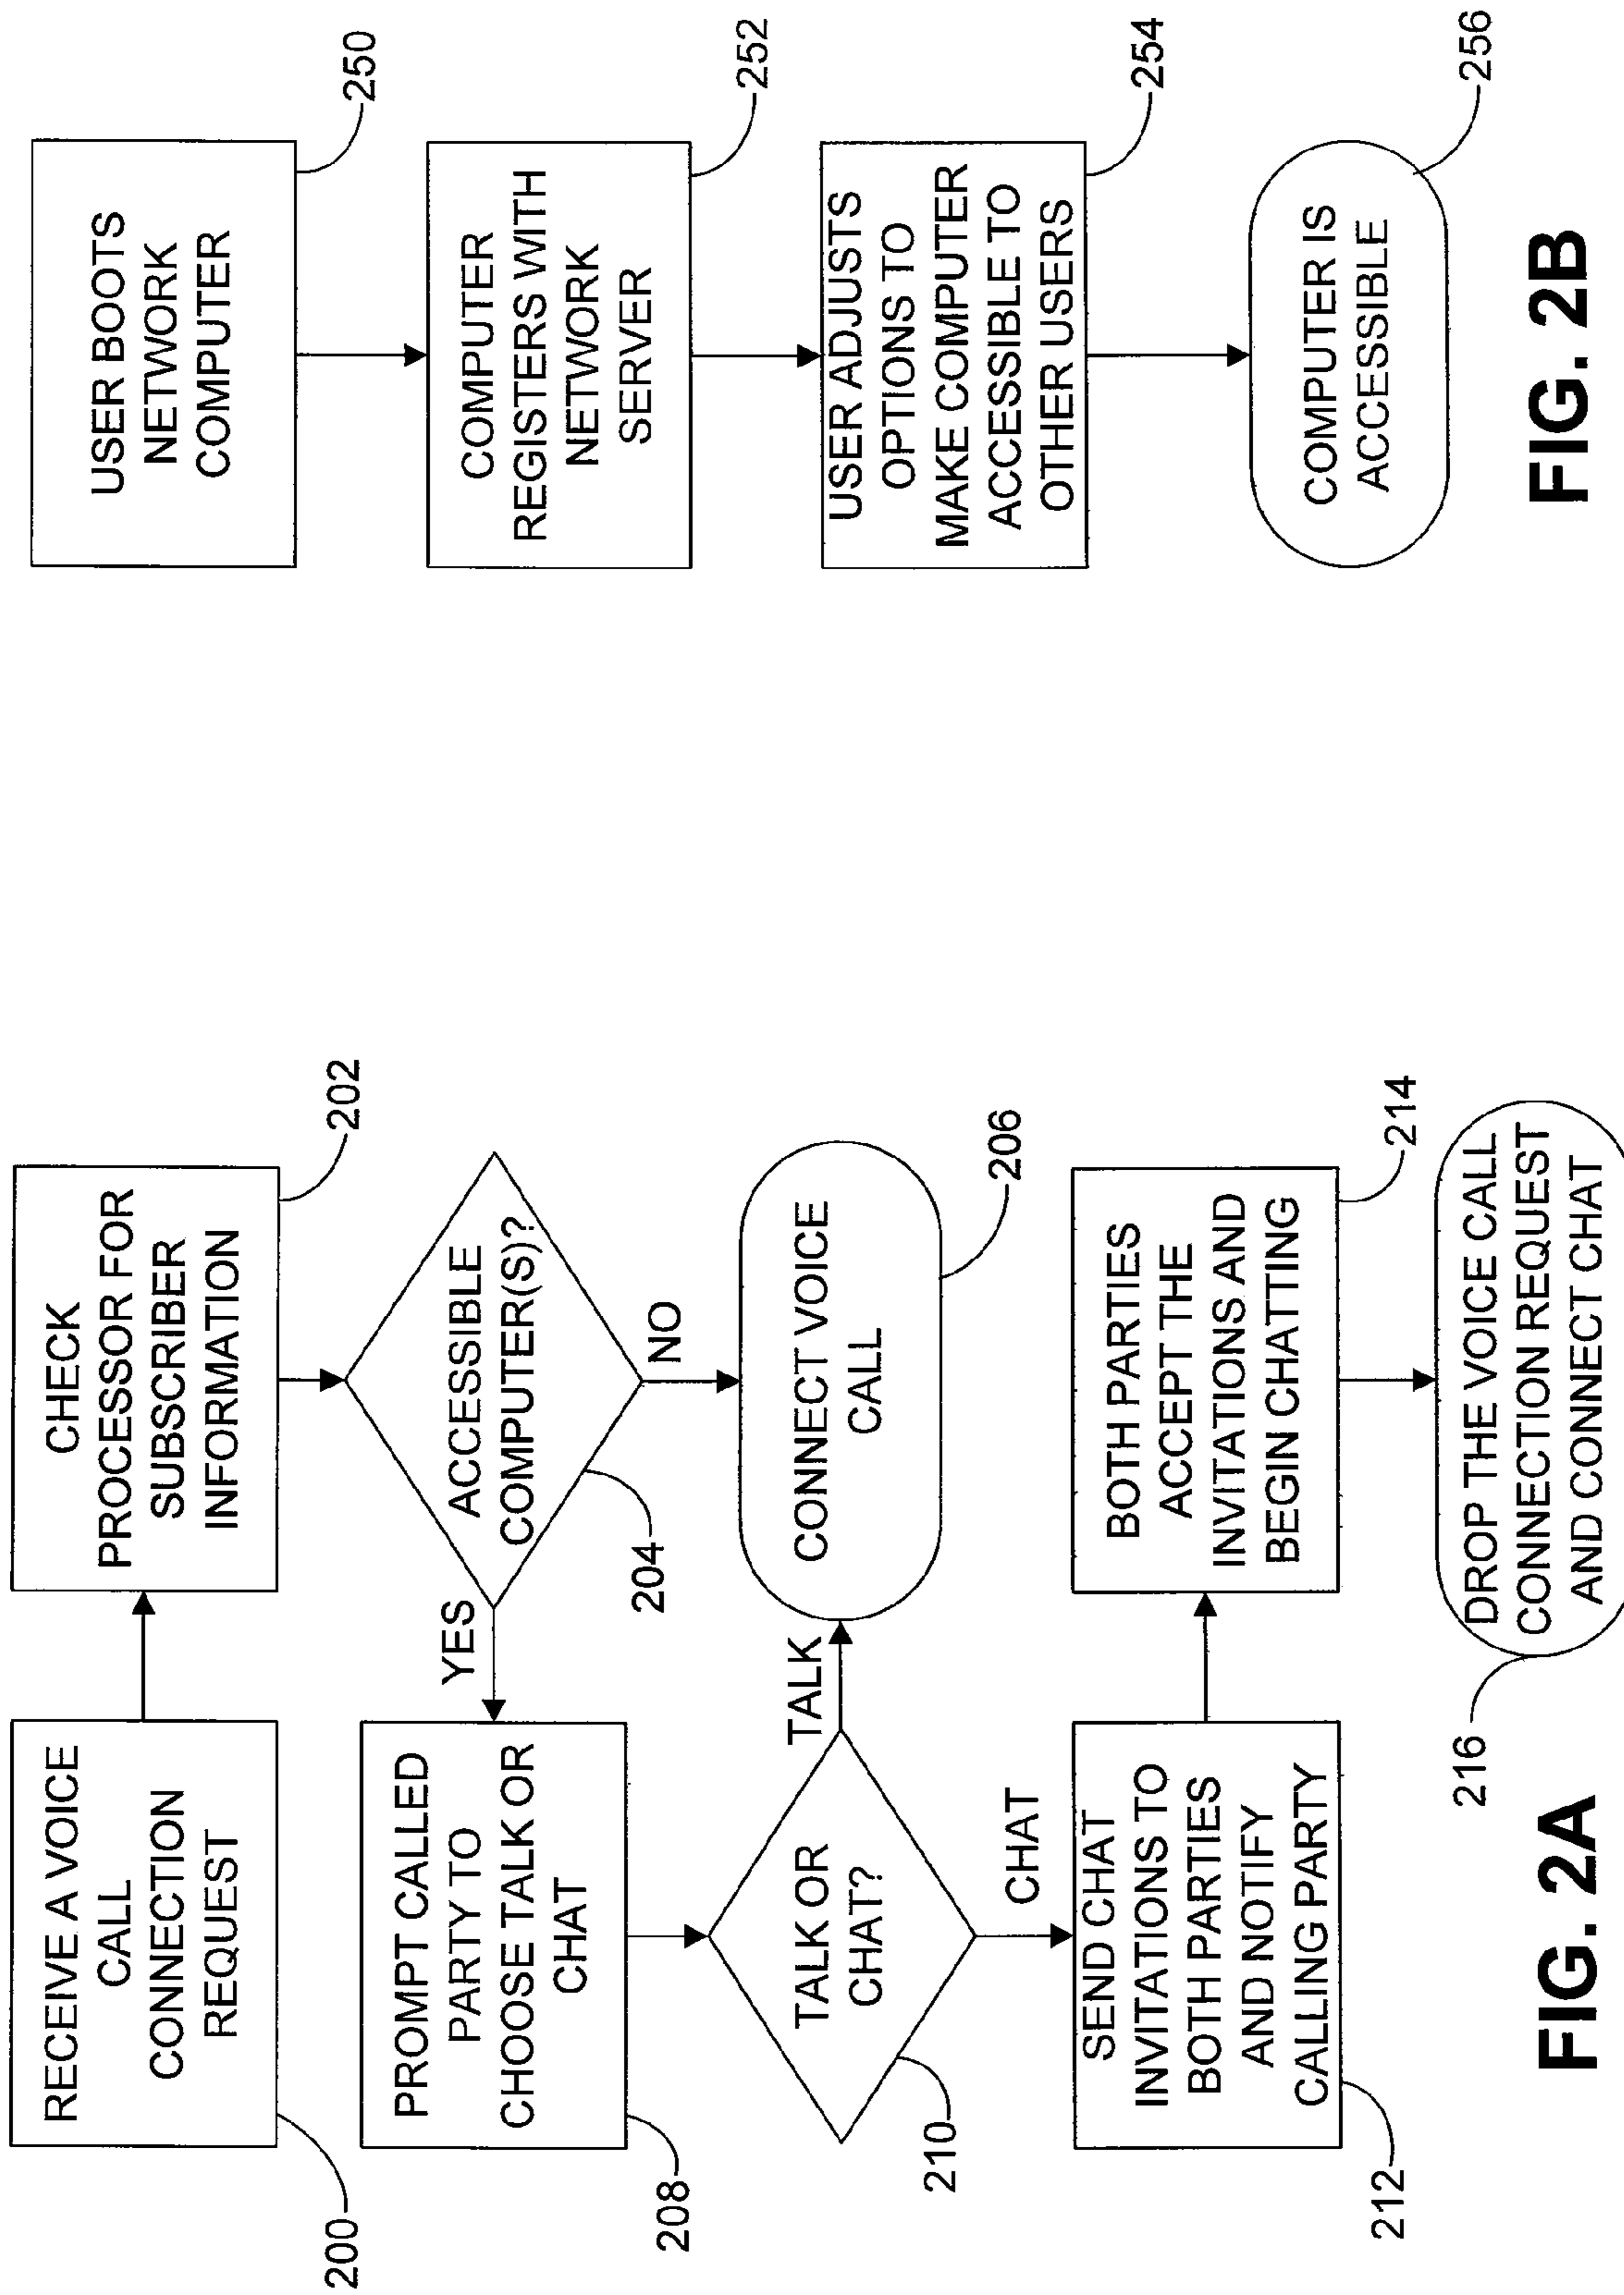 RECEIVE A VOICE
CALL
CONNECTION
REQUEST
200
CHECK
PROCESSOR FOR
SUBSCRIBER
INFORMATION
202
ACCESSIBLE
COMPUTER(S)?
204
YES
NO
PROMPT CALLED
PARTY TO
CHOOSE TALK OR
CHAT
208
TALK OR
CHAT?
210
TALK
CONNECT VOICE
CALL
206
CHAT
SEND CHAT
INVITATIONS TO
BOTH PARTIES
AND NOTIFY
CALLING PARTY
212
BOTH PARTIES
ACCEPT THE
INVITATIONS AND
BEGIN CHATTING
214
DROP THE VOICE CALL
CONNECTION REQUEST
AND CONNECT CHAT
216
FIG. 2A
USER BOOTS
NETWORK
COMPUTER
250
COMPUTER
REGISTERS WITH
NETWORK
SERVER
252
USER ADJUSTS
OPTIONS TO
MAKE COMPUTER
ACCESSIBLE TO
OTHER USERS
254
COMPUTER IS
ACCESSIBLE
256
FIG. 2B